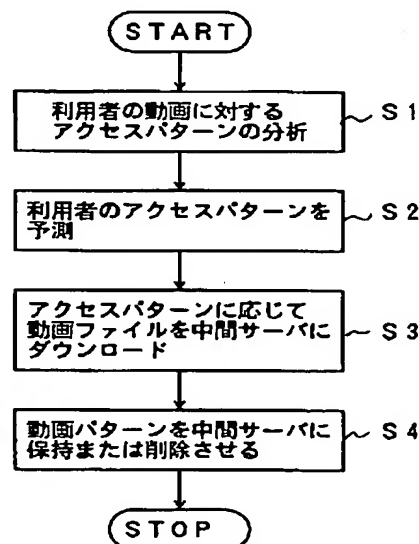 START
利用者の動画に対する ~ S1
アクセスパターンの分析
利用者のアクセスパターンを ~ S2
予測
アクセスパターンに応じて
動画ファイルを中間サーバに ~ S3
ダウンロード
動画パターンを中間サーバに ~ S4
保持または削除させる
STOP